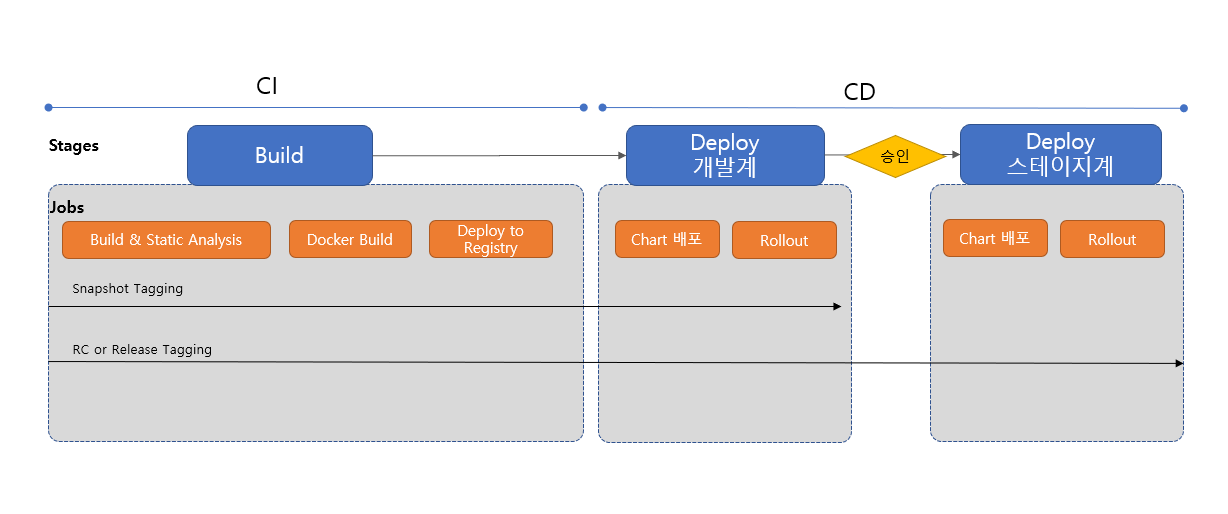 CI
CD
Stages
Build
Deploy
개발계
승인
Deploy
스테이지계
Jobs
Build & Static Analysis
Docker Build
Deploy to
Registry
Chart 배포
Rollout
Chart 배포
Rollout
Snapshot Tagging
RC or Release Tagging